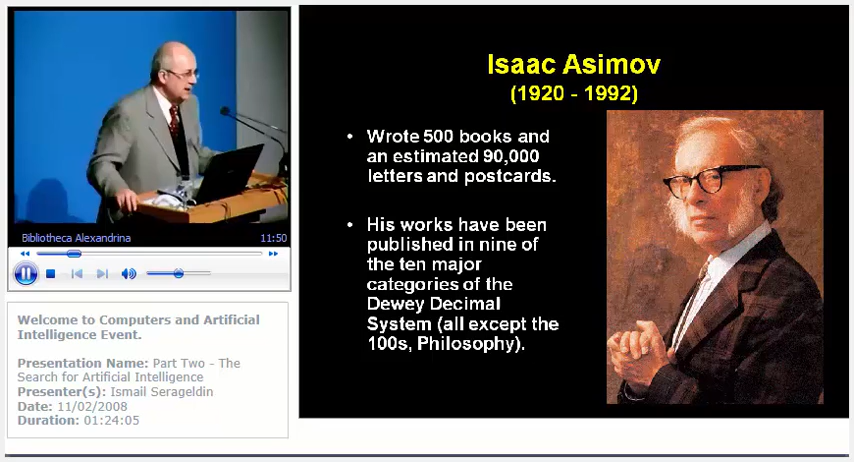 Bibliotheca Alexandrina 11:50
Welcome to Computers and Artificial
Intelligence Event.
Presentation Name: Part Two - The
Search for Artificial Intelligence
Presenter(s): Ismail Serageldin
Date: 11/02/2008
Duration: 01:24:05
Isaac Asimov
(1920 - 1992)
• Wrote 500 books and
an estimated 90,000
letters and postcards.
• His works have been
published in nine of
the ten major
categories of the
Dewey Decimal
System (all except the
100s, Philosophy).